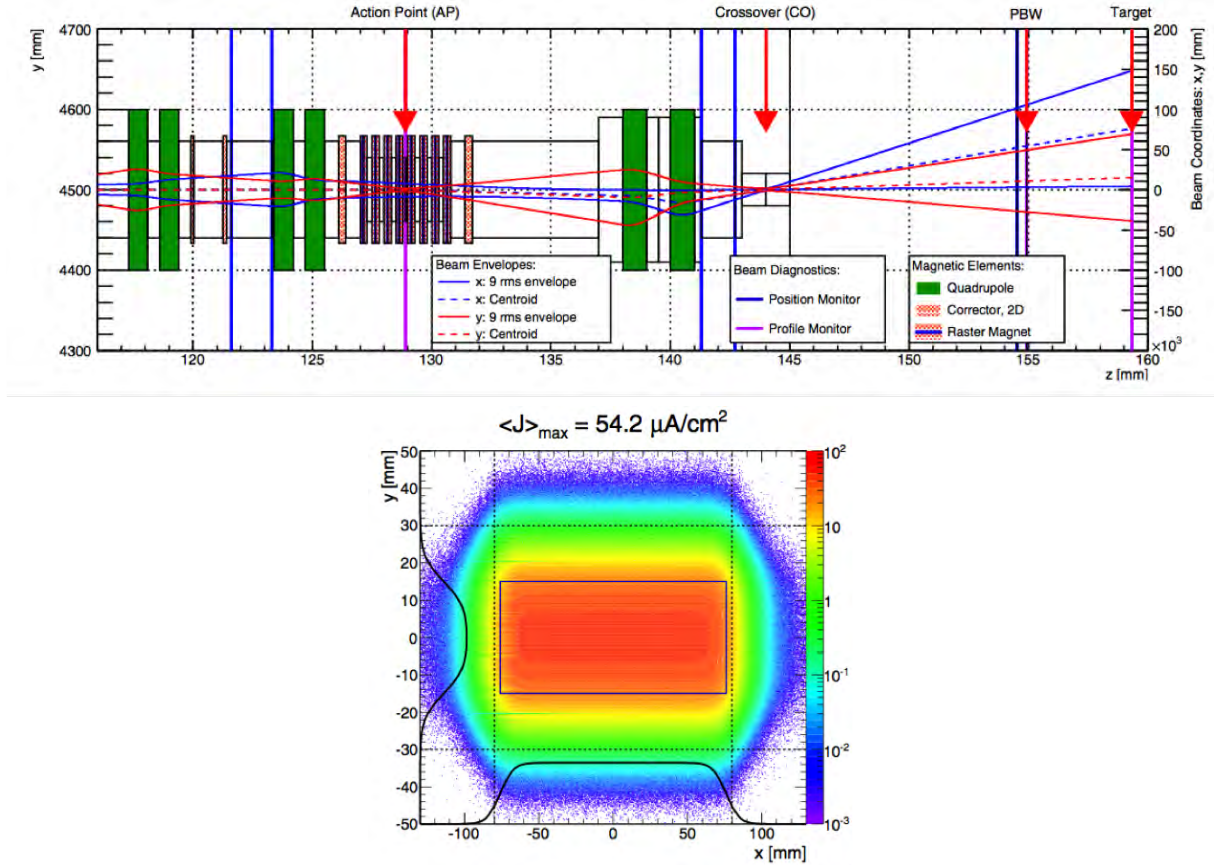 Action Point (AP) Crossover (CO) PBW Target
y [mm]
4700
4600
4500
4400
4300
200
150
100
50
0
-50
-100
-150
×10³
Beam Coordinates: x,y [mm]
Beam Envelopes:
x: 9 rms envelope
x: Centroid
y: 9 rms envelope
y: Centroid
Beam Diagnostics:
Position Monitor
Profile Monitor
Magnetic Elements:
Quadrupole
Corrector, 2D
Raster Magnet
120 125 130 135 140 145 150 155 160
z [mm]
<J>max = 54.2 μA/cm²
y [mm]
50
40
30
20
10
0
-10
-20
-30
-40
-50
-100 -50 0 50 100
x [mm]
10²
10
1
10⁻¹
10⁻²
10⁻³